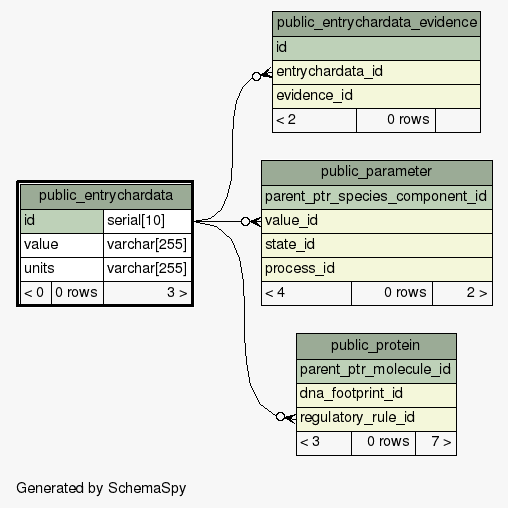 public_entrychardata_evidence
id
entrychardata_id
evidence_id
< 2 0 rows
public_parameter
parent_ptr_species_component_id
value_id
state_id
process_id
< 4 0 rows 2 >
public_entrychardata
id serial[10]
value varchar[255]
units varchar[255]
< 0 0 rows 3 >
public_protein
parent_ptr_molecule_id
dna_footprint_id
regulatory_rule_id
< 3 0 rows 7 >
Generated by SchemaSpy